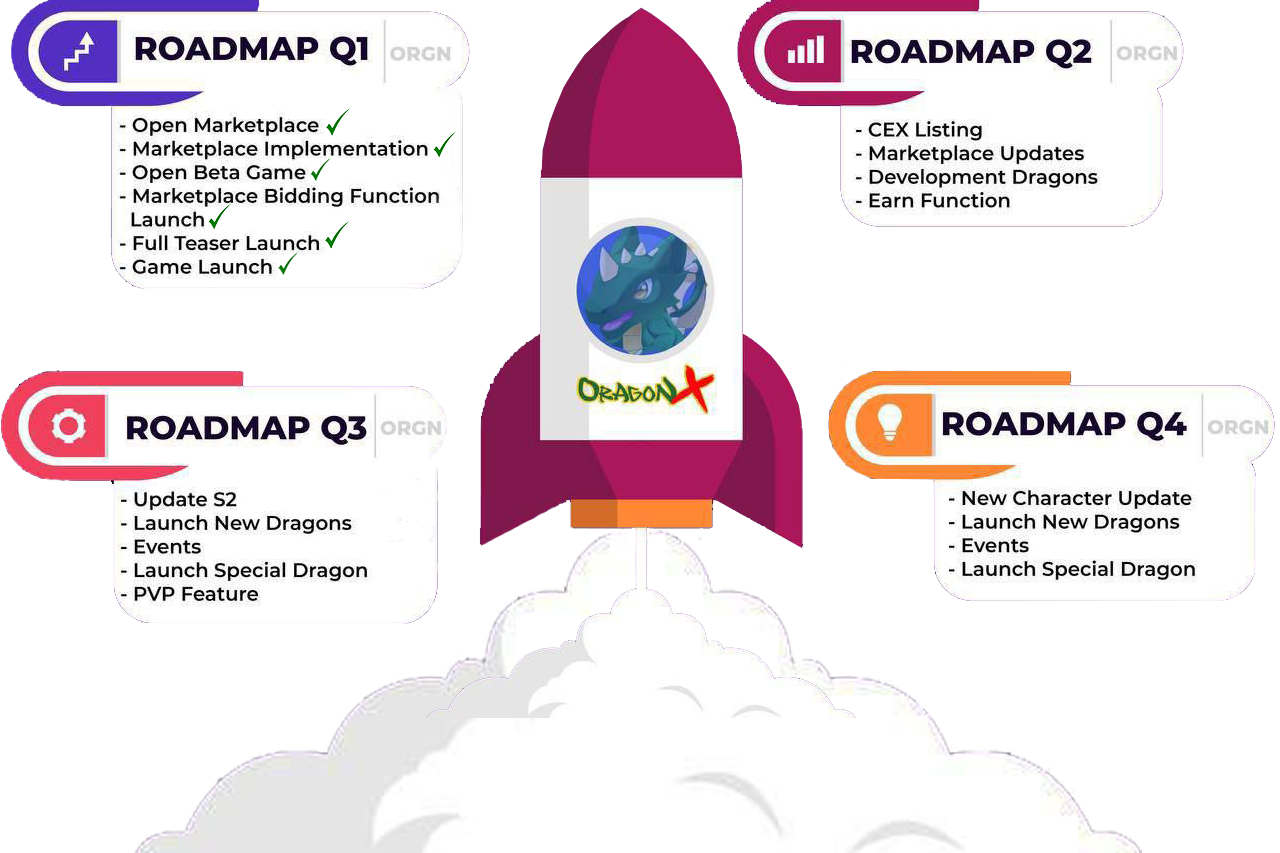 ROADMAP Q1
ORGN
- Open Marketplace
- Marketplace Implementation
- Open Beta Game
- Marketplace Bidding Function
Launch
- Full Teaser Launch
- Game Launch
ROADMAP Q2
ORGN
- CEX Listing
- Marketplace Updates
- Development Dragons
- Earn Function
DRAGONX
ROADMAP Q3
ORGN
- Update S2
- Launch New Dragons
- Events
- Launch Special Dragon
- PVP Feature
ROADMAP Q4
ORGN
- New Character Update
- Launch New Dragons
- Events
- Launch Special Dragon